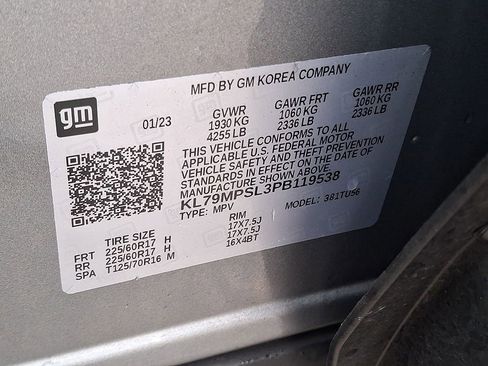 MFD BY GM KOREA COMPANY
gm
01/23
GVWR GAWR FRT GAWR RR
1930 KG 1060 KG 1060 KG
4255 LB 2336 LB 2336 LB
THIS VEHICLE CONFORMS TO ALL
APPLICABLE U.S. FEDERAL MOTOR
VEHICLE SAFETY AND THEFT PREVENTION
STANDARDS IN EFFECT ON THE DATE OF
MANUFACTURE SHOWN ABOVE.
KL79MPSL3PB119538
TYPE: MPV MODEL: 381TU56
TIRE SIZE RIM
FRT 225/60R17 H 17X7.5J
RR 225/60R17 H 17X7.5J
SPA T125/70R16 M 16X4BT